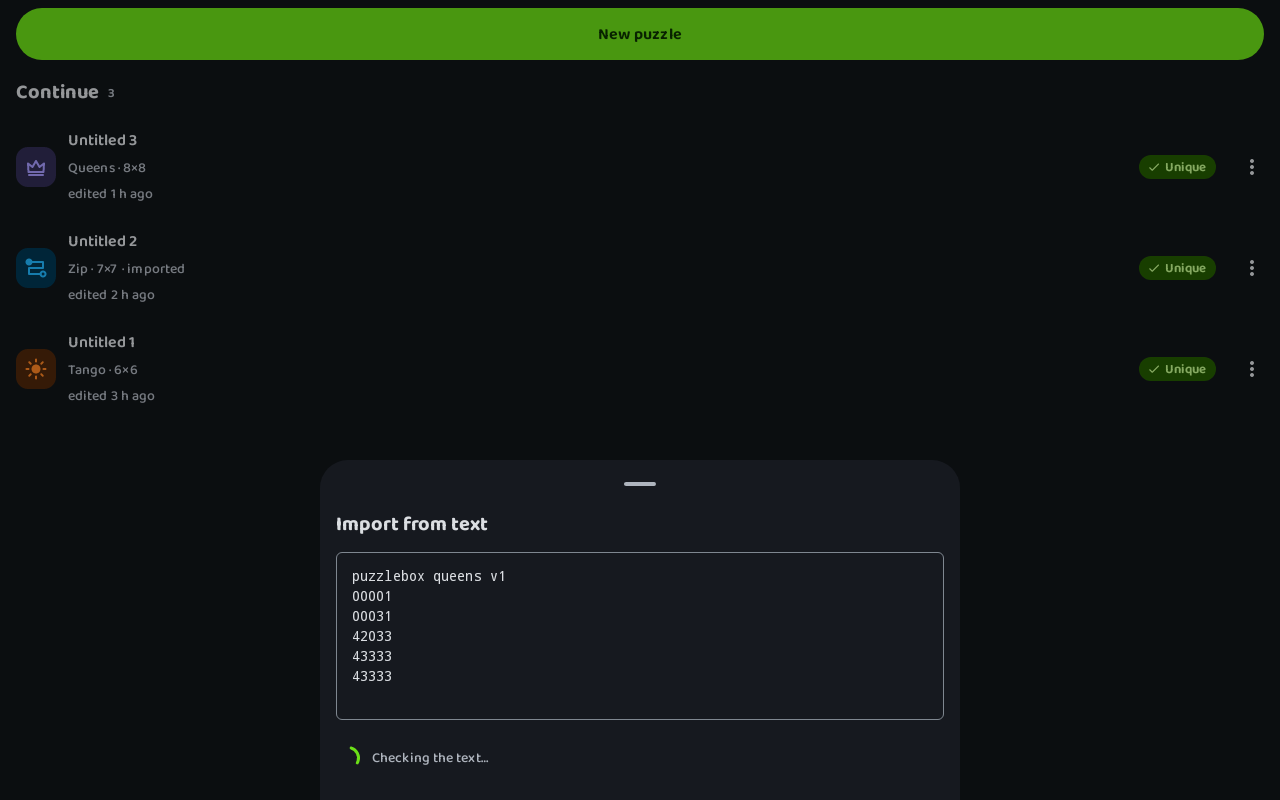 New puzzle
Continue 3
Untitled 3
Queens · 8×8
edited 1 h ago
Unique
Untitled 2
Zip · 7×7 · imported
edited 2 h ago
Unique
Untitled 1
Tango · 6×6
edited 3 h ago
Unique
Import from text
puzzlebox queens v1
00001
00031
42033
43333
43333
Checking the text…